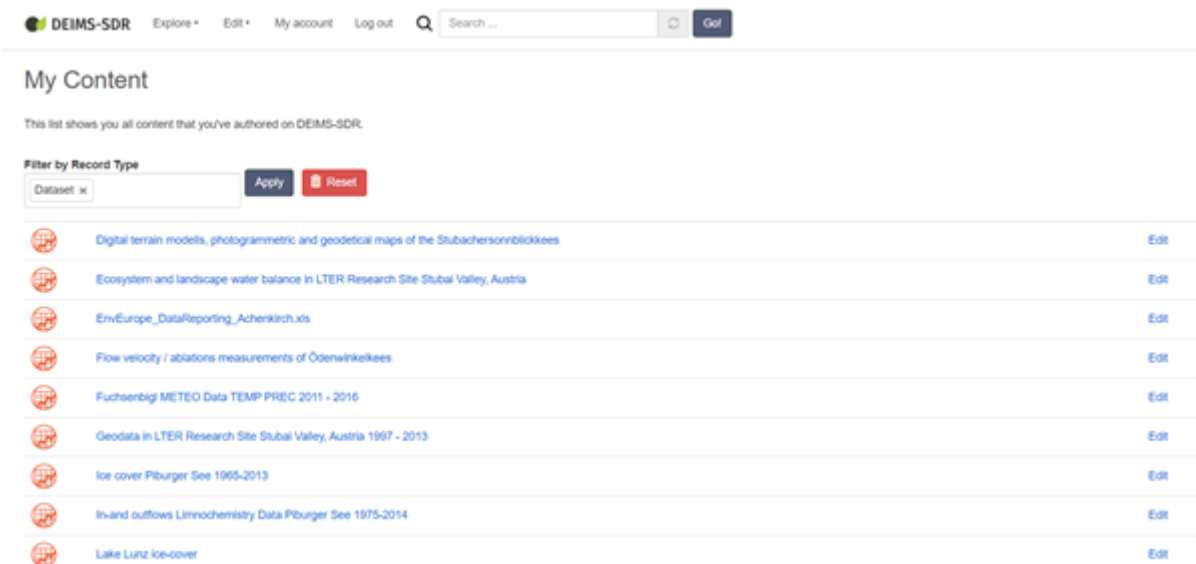 DEIMS-SDR Explore Edit My account Log out Search ... Go!
My Content
This list shows you all content that you've authored on DEIMS-SDR.
Filter by Record Type
Dataset x Apply Reset
Digital terrain modells, photogrammetric and geodetical maps of the Stubachersonnblickkees Edit
Ecosystem and landscape water balance in LTER Research Site Stubai Valley, Austria Edit
EnvEurope_DataReporting_Achenkirch.xls Edit
Flow velocity / ablations measurements of Ödenwinkelkees Edit
Fuchsenbigl METEO Data TEMP PREC 2011 - 2016 Edit
Geodata in LTER Research Site Stubai Valley, Austria 1997 - 2013 Edit
Ice cover Piburger See 1965-2013 Edit
In-and outflows Limnochemistry Data Piburger See 1975-2014 Edit
Lake Lunz ice-cover Edit